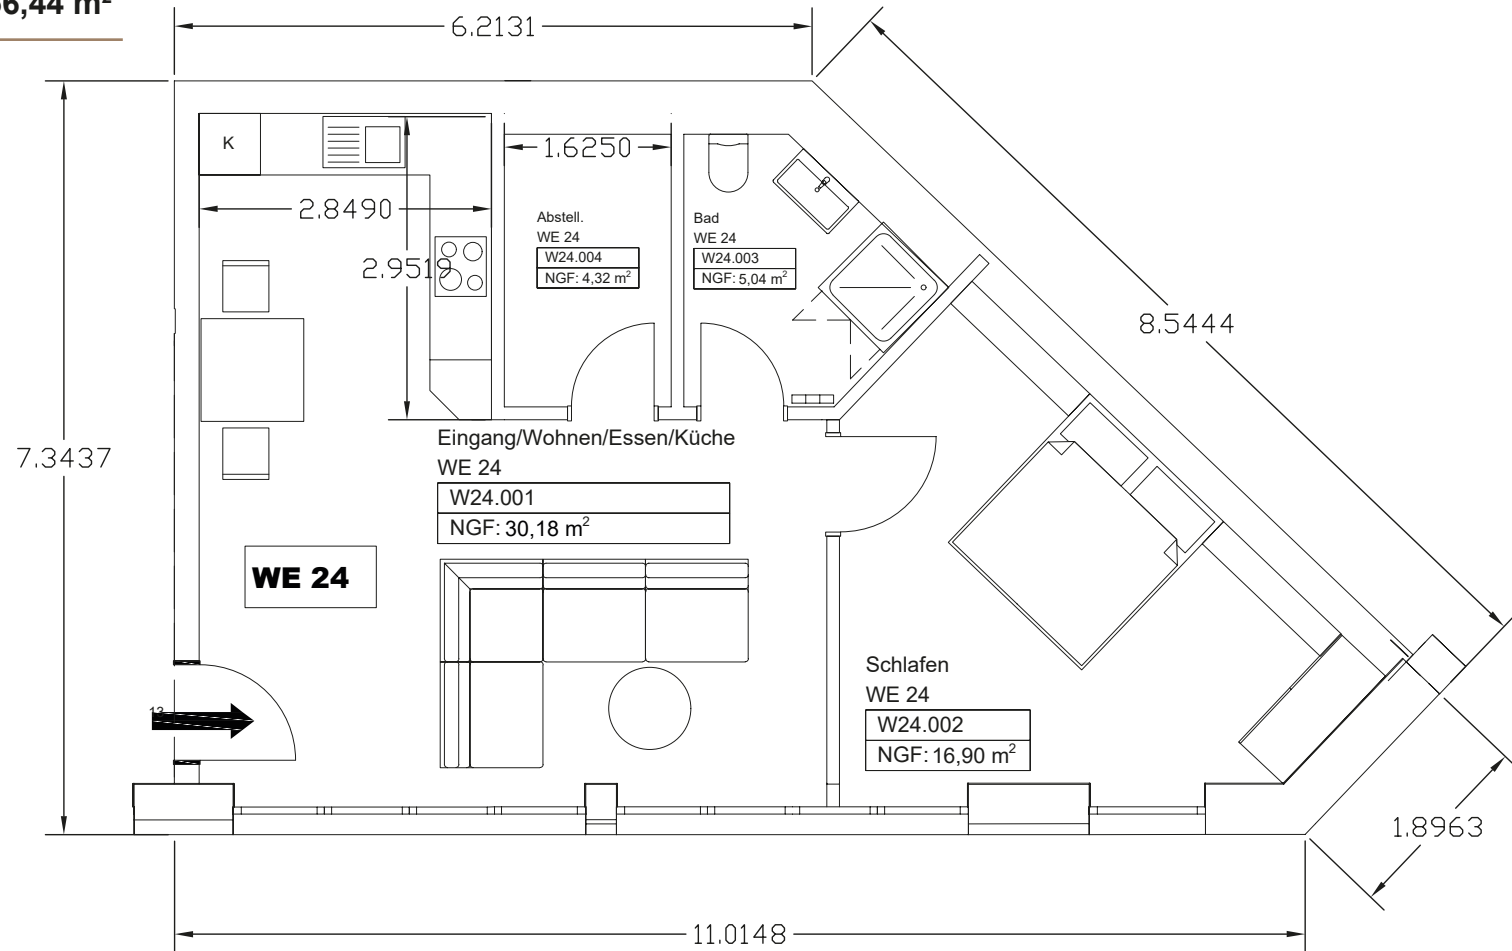 6,44 m²
6.2131
K
1.6250
2.8490
Abstell.
WE 24
W24.004
NGF: 4,32 m²
Bad
WE 24
W24.003
NGF: 5,04 m²
2.9519
8.5444
7.3437
Eingang/Wohnen/Essen/Küche
WE 24
W24.001
NGF: 30,18 m²
WE 24
Schlafen
WE 24
W24.002
NGF: 16,90 m²
13
1.8963
11.0148